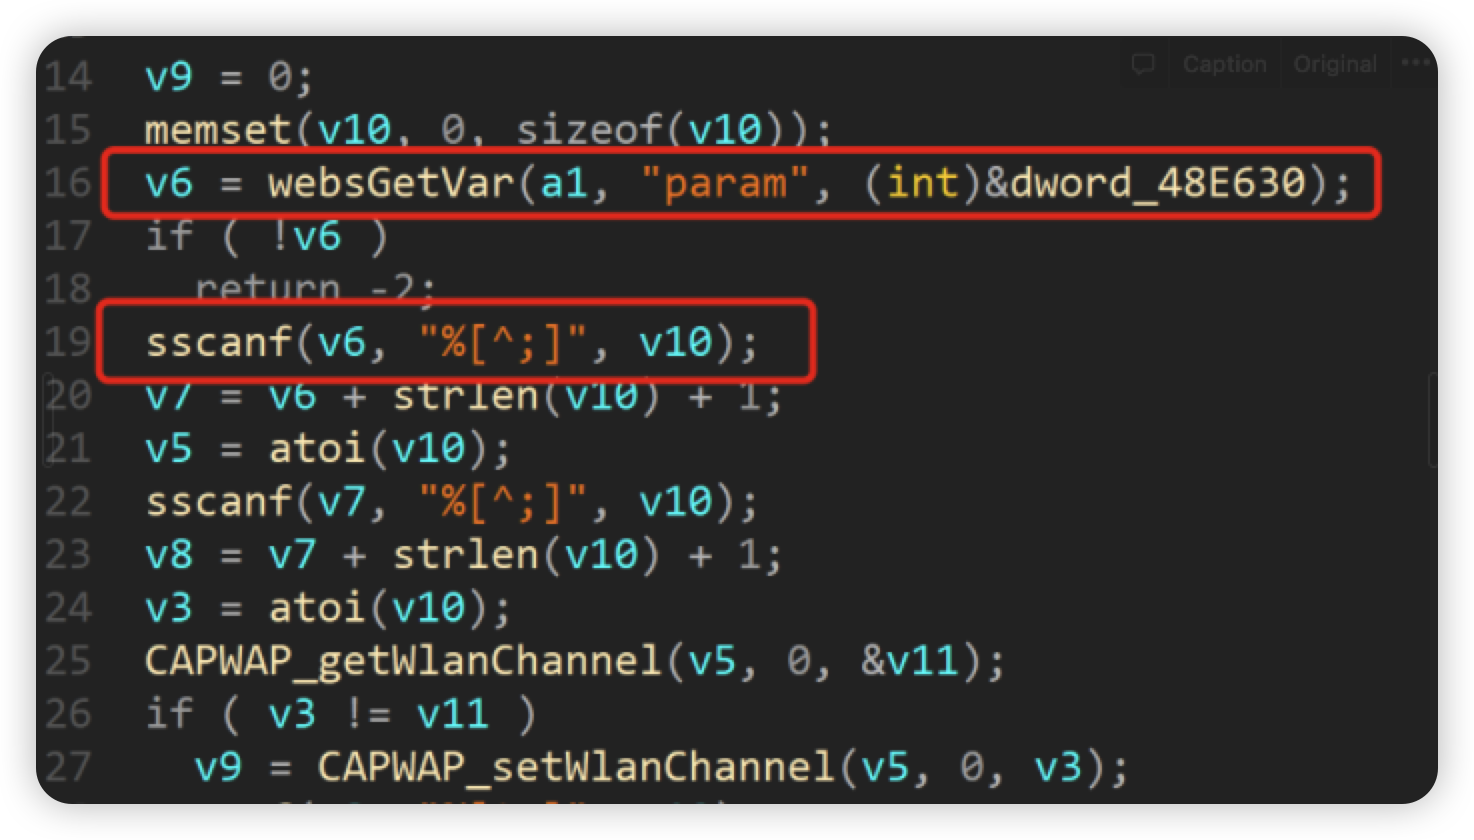 Caption Original
14 v9 = 0;
15 memset(v10, 0, sizeof(v10));
16 v6 = websGetVar(a1, "param", (int)&dword_48E630);
17 if ( !v6 )
18 return -2;
19 sscanf(v6, "%[^;]", v10);
20 v7 = v6 + strlen(v10) + 1;
21 v5 = atoi(v10);
22 sscanf(v7, "%[^;]", v10);
23 v8 = v7 + strlen(v10) + 1;
24 v3 = atoi(v10);
25 CAPWAP_getWlanChannel(v5, 0, &v11);
26 if ( v3 != v11 )
27 v9 = CAPWAP_setWlanChannel(v5, 0, v3);